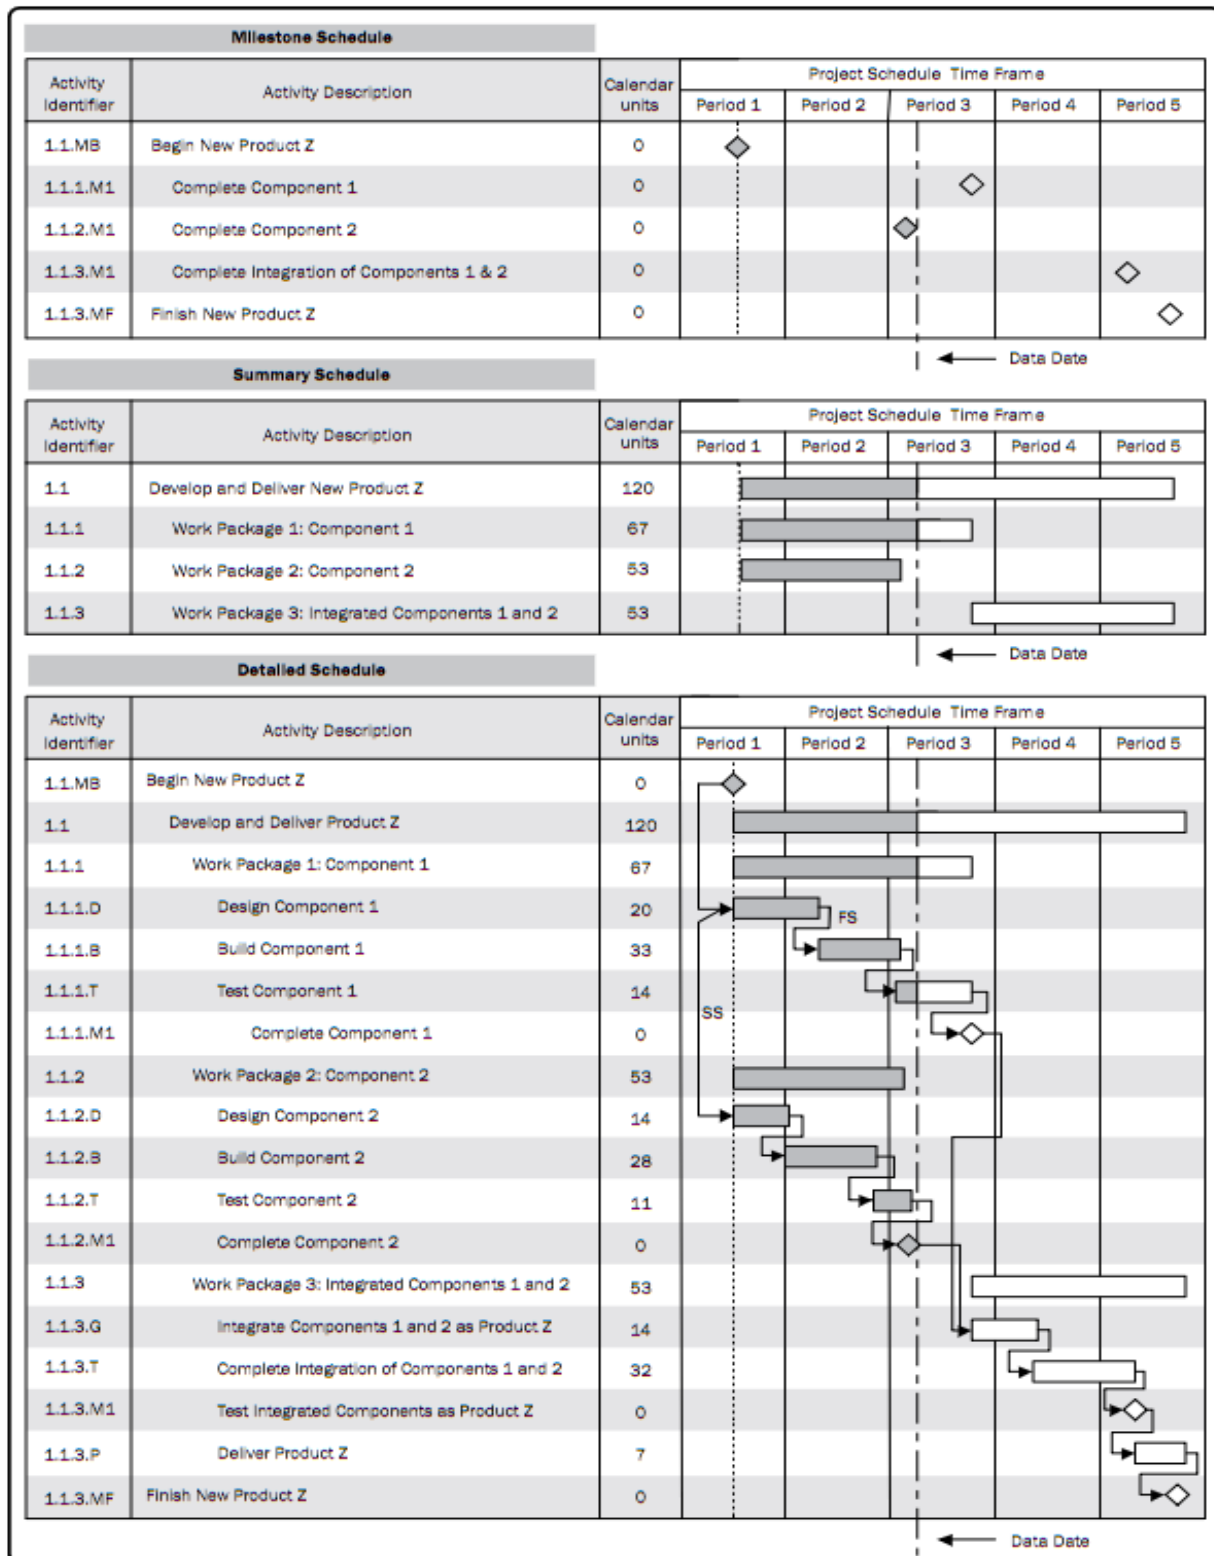 Milestone Schedule
Activity Identifier Activity Description Calendar units Project Schedule Time Frame
Period 1 Period 2 Period 3 Period 4 Period 5
1.1.MB Begin New Product Z 0
1.1.1.M1 Complete Component 1 0
1.1.2.M1 Complete Component 2 0
1.1.3.M1 Complete Integration of Components 1 & 2 0
1.1.3.MF Finish New Product Z 0
Data Date
Summary Schedule
Activity Identifier Activity Description Calendar units Project Schedule Time Frame
Period 1 Period 2 Period 3 Period 4 Period 5
1.1 Develop and Deliver New Product Z 120
1.1.1 Work Package 1: Component 1 67
1.1.2 Work Package 2: Component 2 53
1.1.3 Work Package 3: Integrated Components 1 and 2 53
Data Date
Detailed Schedule
Activity Identifier Activity Description Calendar units Project Schedule Time Frame
Period 1 Period 2 Period 3 Period 4 Period 5
1.1.MB Begin New Product Z 0
1.1 Develop and Deliver Product Z 120
1.1.1 Work Package 1: Component 1 67
1.1.1.D Design Component 1 20 FS
1.1.1.B Build Component 1 33
1.1.1.T Test Component 1 14
SS
1.1.1.M1 Complete Component 1 0
1.1.2 Work Package 2: Component 2 53
1.1.2.D Design Component 2 14
1.1.2.B Build Component 2 28
1.1.2.T Test Component 2 11
1.1.2.M1 Complete Component 2 0
1.1.3 Work Package 3: Integrated Components 1 and 2 53
1.1.3.G Integrate Components 1 and 2 as Product Z 14
1.1.3.T Complete Integration of Components 1 and 2 32
1.1.3.M1 Test Integrated Components as Product Z 0
1.1.3.P Deliver Product Z 7
1.1.3.MF Finish New Product Z 0
Data Date